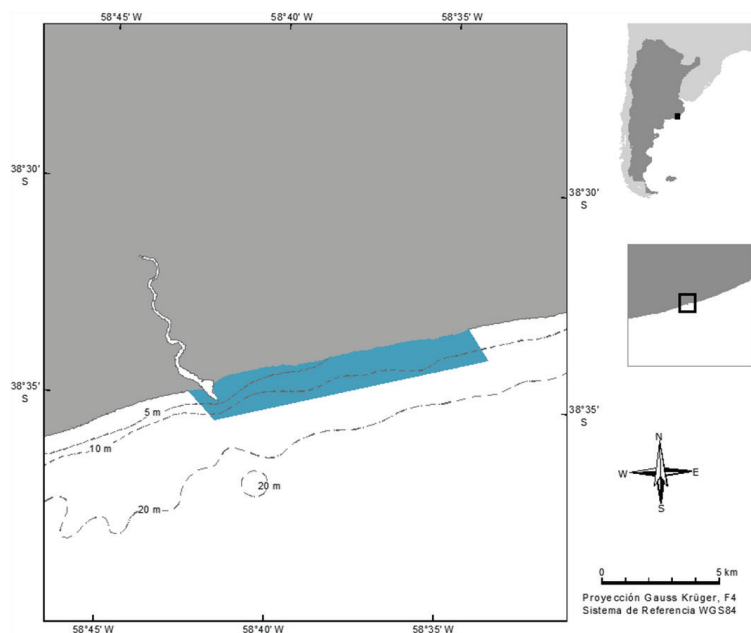 58°45' W
58°40' W
58°35' W
38°30'
S
38°30'
S
38°35'
S
38°35'
S
5 m
10 m
20 m
20 m
58°45' W
58°40' W
58°35' W
N
W
E
S
0
5 km
Proyección Gauss Krüger, F4
Sistema de Referencia WGS84